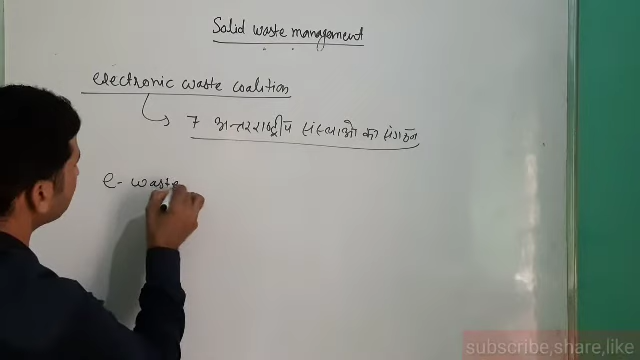 Solid waste management
electronic waste coalition
7 अन्तरराष्ट्रीय संस्थाओ का संगठन
e- waste
subscribe,share,like